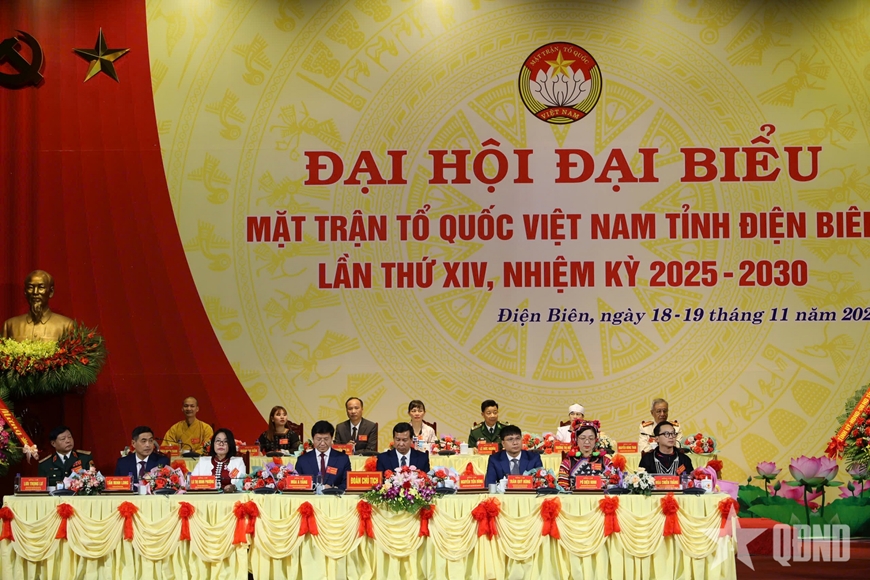 MẶT TRẬN TỔ QUỐC
VIỆT NAM
ĐẠI HỘI ĐẠI BIỂU
MẶT TRẬN TỔ QUỐC VIỆT NAM TỈNH ĐIỆN BIÊN
LẦN THỨ XIV, NHIỆM KỲ 2025 - 2030
Điện Biên, ngày 18-19 tháng 11 năm 202
ĐOÀN CHỦ TỊCH
QĐND